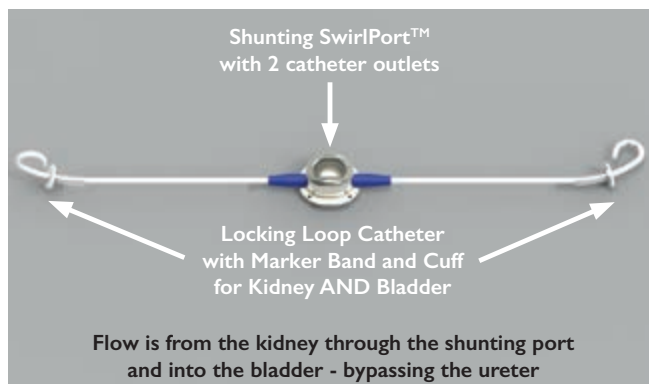 Shunting SwirlPort™
with 2 catheter outlets
Locking Loop Catheter
with Marker Band and Cuff
for Kidney AND Bladder
Flow is from the kidney through the shunting port
and into the bladder - bypassing the ureter